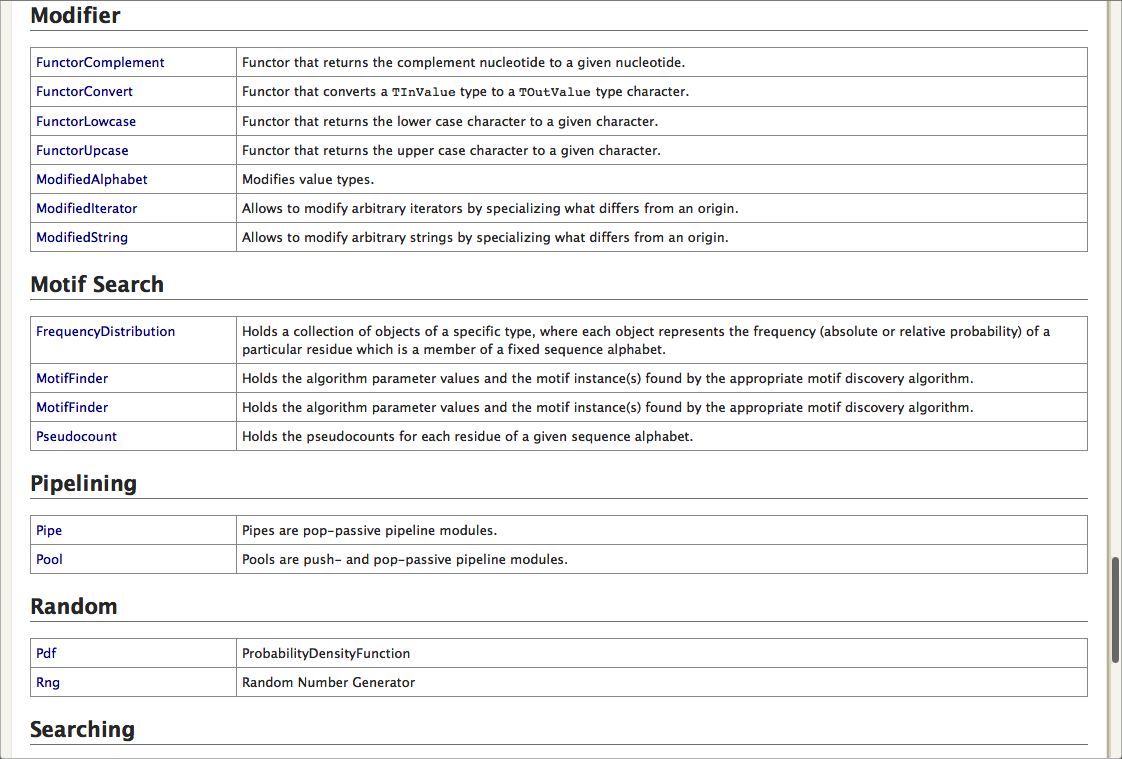 Modifier
FunctorComplement Functor that returns the complement nucleotide to a given nucleotide.
FunctorConvert Functor that converts a TInValue type to a TOutValue type character.
FunctorLowcase Functor that returns the lower case character to a given character.
FunctorUpcase Functor that returns the upper case character to a given character.
ModifiedAlphabet Modifies value types.
ModifiedIterator Allows to modify arbitrary iterators by specializing what differs from an origin.
ModifiedString Allows to modify arbitrary strings by specializing what differs from an origin.
Motif Search
FrequencyDistribution Holds a collection of objects of a specific type, where each object represents the frequency (absolute or relative probability) of a
particular residue which is a member of a fixed sequence alphabet.
MotifFinder Holds the algorithm parameter values and the motif instance(s) found by the appropriate motif discovery algorithm.
MotifFinder Holds the algorithm parameter values and the motif instance(s) found by the appropriate motif discovery algorithm.
Pseudocount Holds the pseudocounts for each residue of a given sequence alphabet.
Pipelining
Pipe Pipes are pop-passive pipeline modules.
Pool Pools are push- and pop-passive pipeline modules.
Random
Pdf ProbabilityDensityFunction
Rng Random Number Generator
Searching